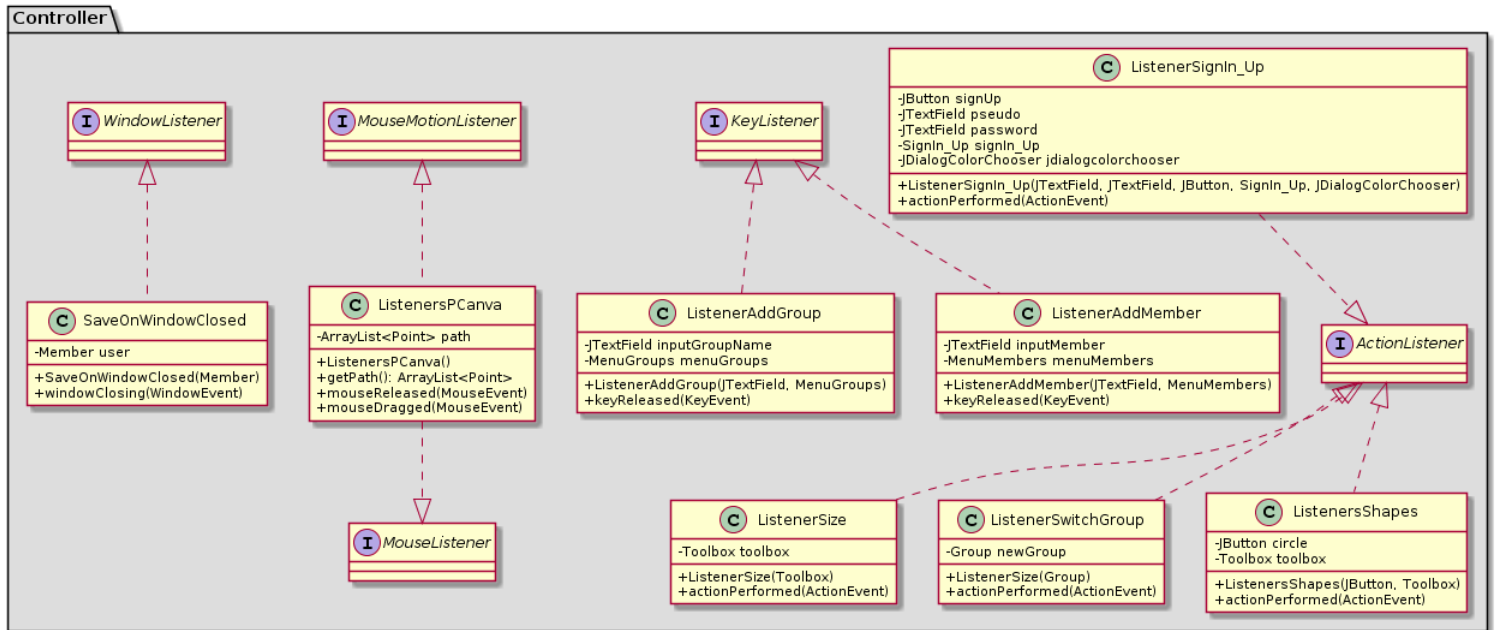 Controller
C ListenerSignIn_Up
-JButton signUp
-JTextField pseudo
-JTextField password
-SignIn_Up signIn_Up
-JDialogColorChooser jdialogcolorchooser
+ListenerSignIn_Up(JTextField, JTextField, JButton, SignIn_Up, JDialogColorChooser)
+actionPerformed(ActionEvent)
I WindowListener
I MouseMotionListener
I KeyListener
C SaveOnWindowClosed
-Member user
+SaveOnWindowClosed(Member)
+windowClosing(WindowEvent)
C ListenersPCanva
-ArrayList<Point> path
+ListenersPCanva()
+getPath(): ArrayList<Point>
+mouseReleased(MouseEvent)
+mouseDragged(MouseEvent)
C ListenerAddGroup
-JTextField inputGroupName
-MenuGroups menuGroups
+ListenerAddGroup(JTextField, MenuGroups)
+keyReleased(KeyEvent)
C ListenerAddMember
-JTextField inputMember
-MenuMembers menuMembers
+ListenerAddMember(JTextField, MenuMembers)
+keyReleased(KeyEvent)
I ActionListener
I MouseListener
C ListenerSize
-Toolbox toolbox
+ListenerSize(Toolbox)
+actionPerformed(ActionEvent)
C ListenerSwitchGroup
-Group newGroup
+ListenerSize(Group)
+actionPerformed(ActionEvent)
C ListenersShapes
-JButton circle
-Toolbox toolbox
+ListenersShapes(JButton, Toolbox)
+actionPerformed(ActionEvent)